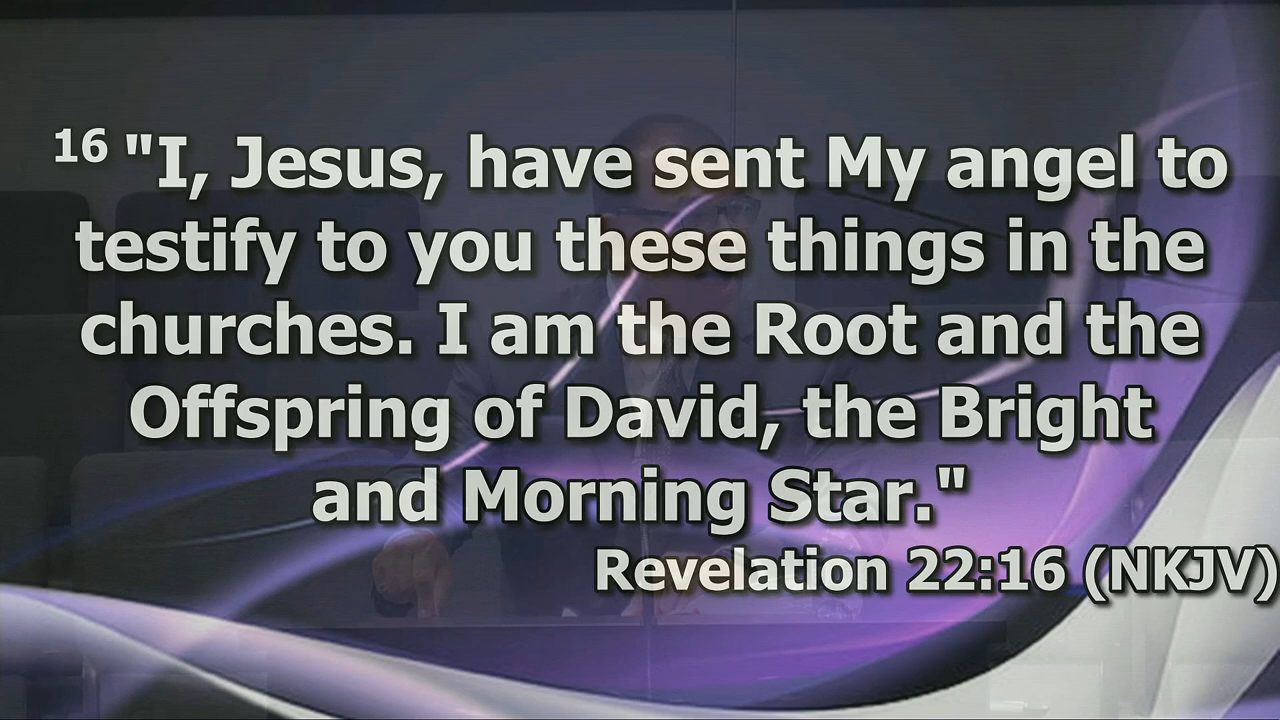 16 "I, Jesus, have sent My angel to
testify to you these things in the
churches. I am the Root and the
Offspring of David, the Bright
and Morning Star."
Revelation 22:16 (NKJV)